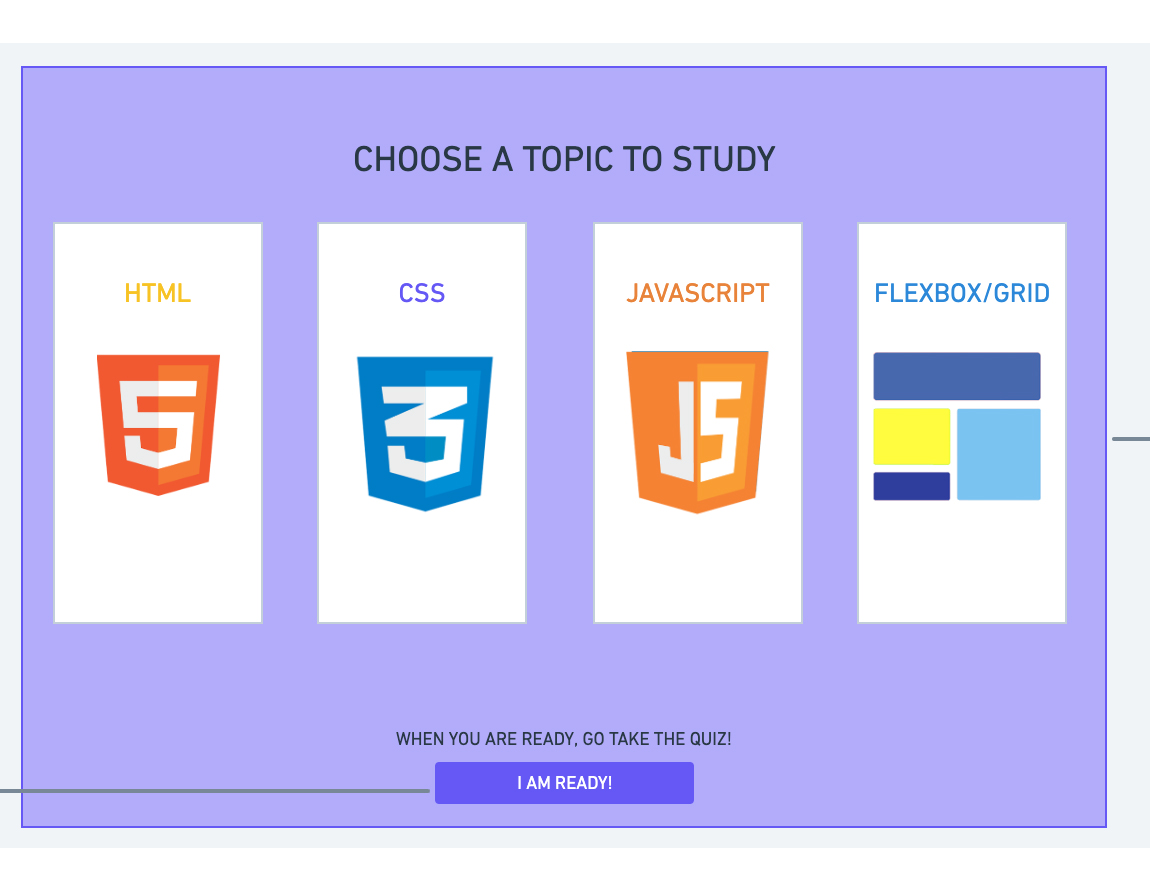 CHOOSE A TOPIC TO STUDY
HTML
CSS
JAVASCRIPT
FLEXBOX/GRID
5
3
JS
WHEN YOU ARE READY, GO TAKE THE QUIZ!
I AM READY!